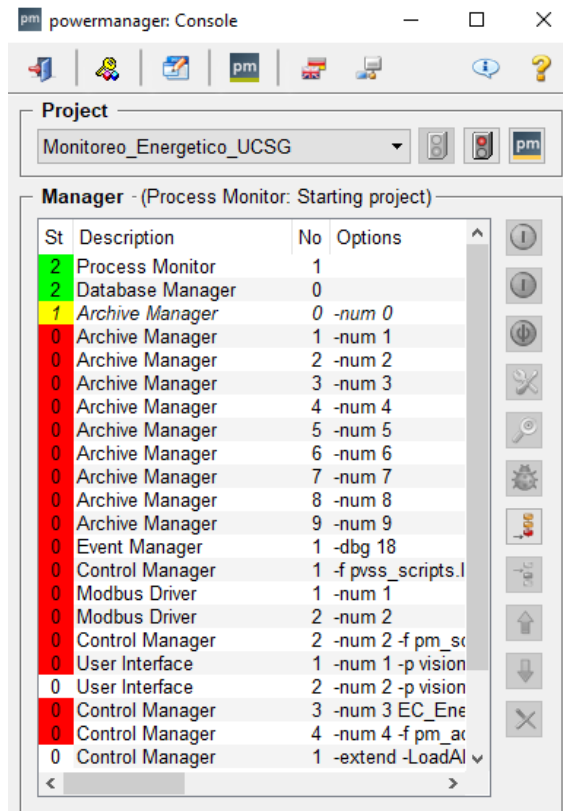 pm powermanager: Console
pm
Project
Monitoreo_Energetico_UCSG
pm
Manager - (Process Monitor: Starting project)
St Description No Options
2 Process Monitor 1
2 Database Manager 0
1 Archive Manager 0 -num 0
0 Archive Manager 1 -num 1
0 Archive Manager 2 -num 2
0 Archive Manager 3 -num 3
0 Archive Manager 4 -num 4
0 Archive Manager 5 -num 5
0 Archive Manager 6 -num 6
0 Archive Manager 7 -num 7
0 Archive Manager 8 -num 8
0 Archive Manager 9 -num 9
0 Event Manager 1 -dbg 18
0 Control Manager 1 -f pvss_scripts.l
0 Modbus Driver 1 -num 1
0 Modbus Driver 2 -num 2
0 Control Manager 2 -num 2 -f pm_sc
0 User Interface 1 -num 1 -p vision
0 User Interface 2 -num 2 -p vision
0 Control Manager 3 -num 3 EC_Ene
0 Control Manager 4 -num 4 -f pm_ac
0 Control Manager 1 -extend -LoadAl